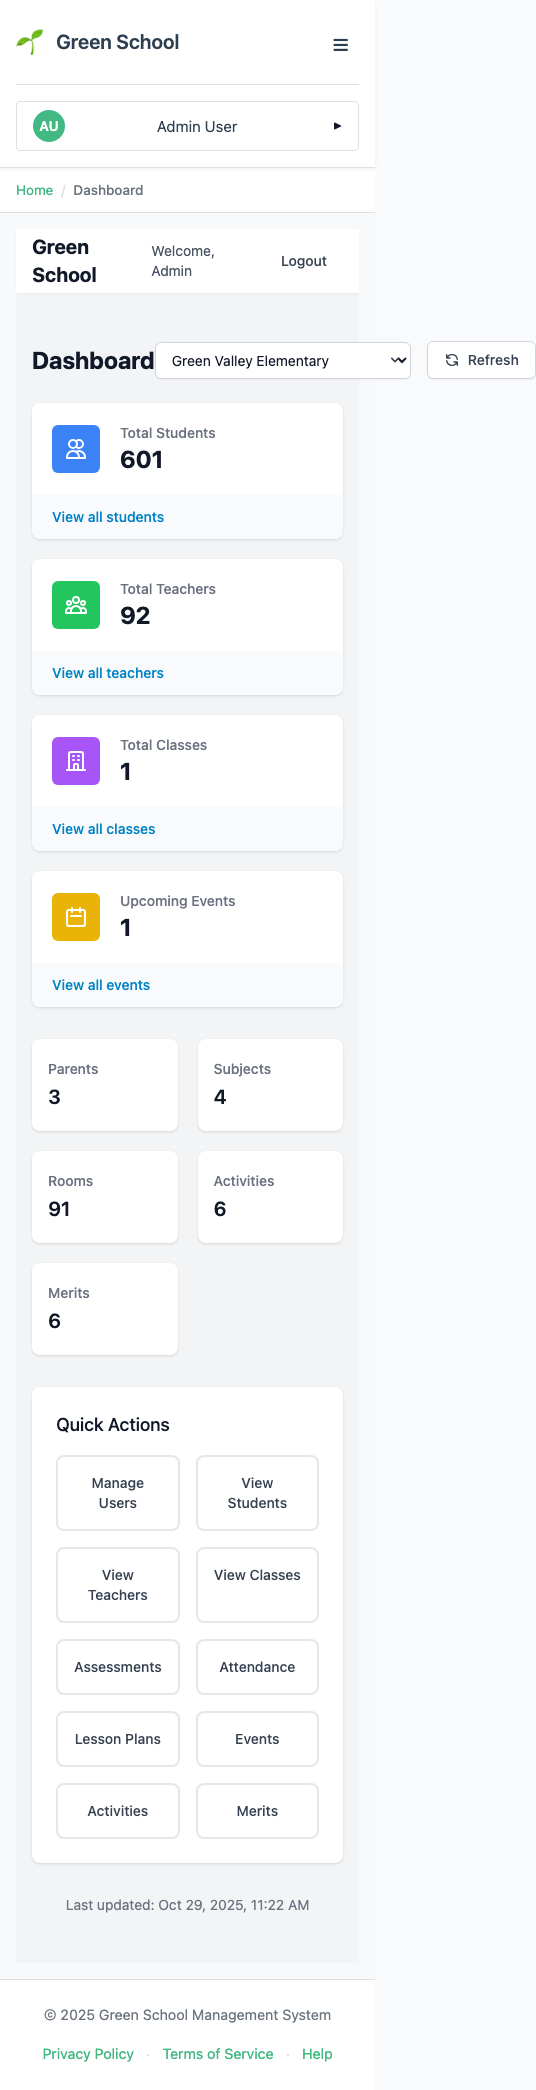 Green School
AU
Admin User
Home / Dashboard
Green
School
Welcome,
Admin
Logout
Dashboard
Green Valley Elementary
Refresh
Total Students
601
View all students
Total Teachers
92
View all teachers
Total Classes
1
View all classes
Upcoming Events
1
View all events
Parents
3
Subjects
4
Rooms
91
Activities
6
Merits
6
Quick Actions
Manage
Users
View
Students
View
Teachers
View Classes
Assessments
Attendance
Lesson Plans
Events
Activities
Merits
Last updated: Oct 29, 2025, 11:22 AM
© 2025 Green School Management System
Privacy Policy · Terms of Service · Help